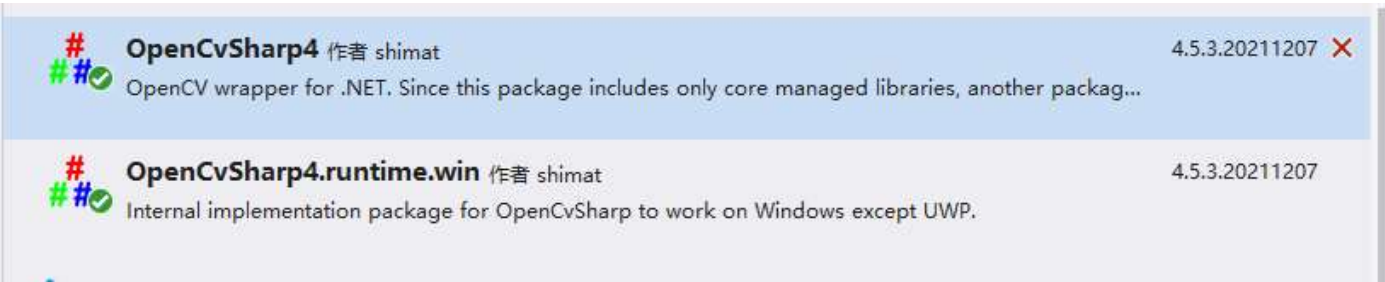 OpenCvSharp4 作者 shimat 4.5.3.20211207
OpenCV wrapper for .NET. Since this package includes only core managed libraries, another packag...
OpenCvSharp4.runtime.win 作者 shimat 4.5.3.20211207
Internal implementation package for OpenCvSharp to work on Windows except UWP.